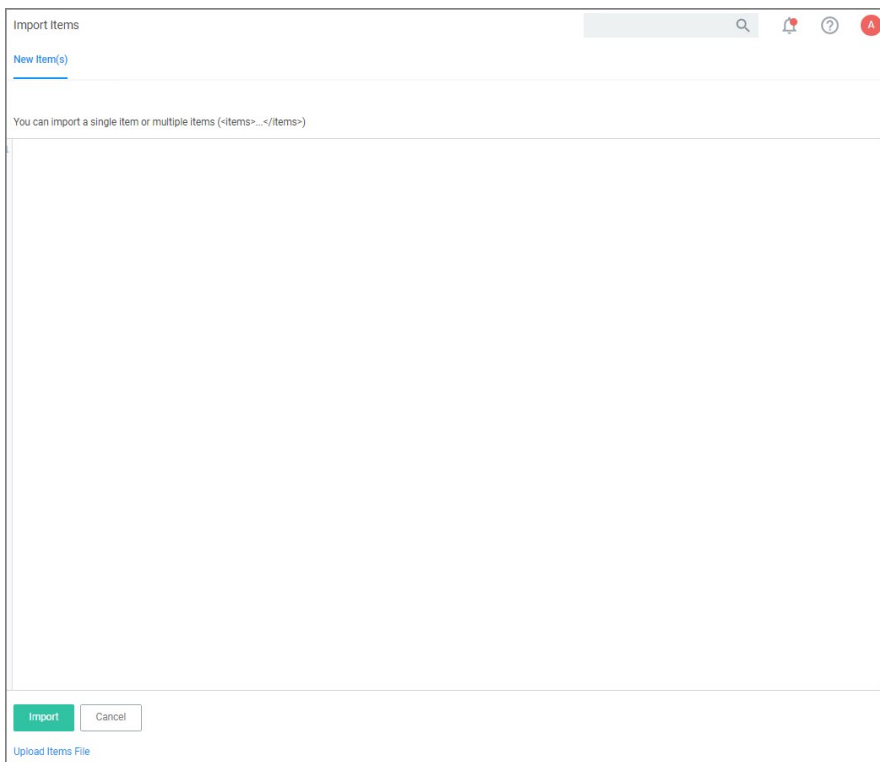 Import Items
A
New Item(s)
You can import a single item or multiple items (<items>...</items>)
1
Import
Cancel
Upload Items File